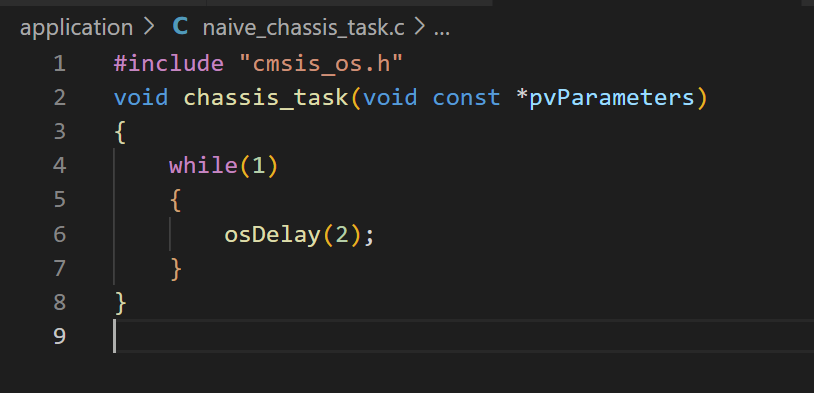 application > C naive_chassis_task.c > ...
1 #include "cmsis_os.h"
2 void chassis_task(void const *pvParameters)
3 {
4     while(1)
5     {
6         osDelay(2);
7     }
8 }
9